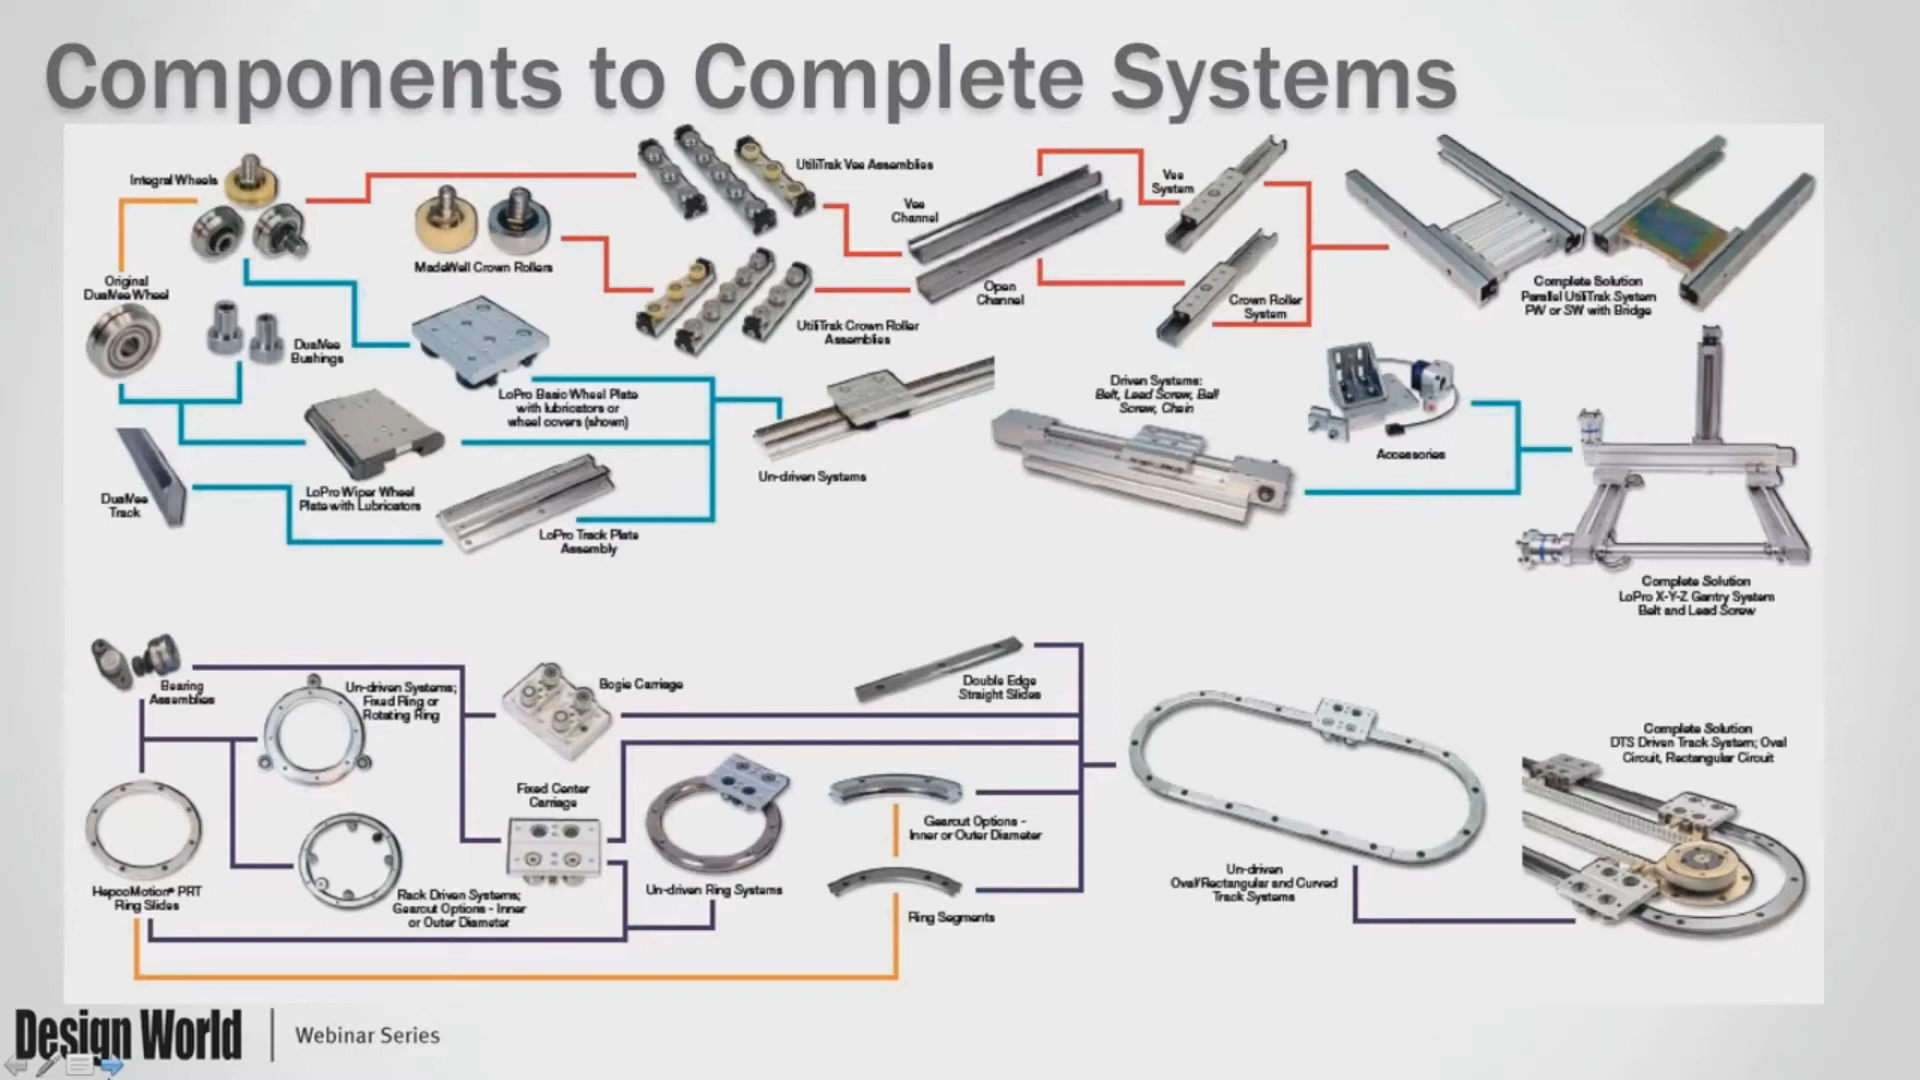 Components to Complete Systems
Integral Wheels
Original
DualVee Wheel
DualVee
Bushings
DualVee
Track
MadeWell Crown Rollers
UtiliTrak Vee Assemblies
UtiliTrak Crown Roller
Assemblies
Vee
Channel
Open
Channel
Vee
System
Crown Roller
System
Complete Solution
Parallel UtiliTrak System
PW or SW with Bridge
LoPro Basic Wheel Plate
with lubricators or
wheel covers (shown)
LoPro Wiper Wheel
Plate with Lubricators
LoPro Track Plate
Assembly
Un-driven Systems
Driven Systems:
Belt, Lead Screw, Ball
Screw, Chain
Accessories
Complete Solution
LoPro X-Y-Z Gantry System
Belt and Lead Screw
Bearing
Assemblies
Un-driven Systems;
Fixed Ring or
Rotating Ring
HepcoMotion® PRT
Ring Slides
Rack Driven Systems;
Gearcut Options - Inner
or Outer Diameter
Bogie Carriage
Fixed Center
Carriage
Un-driven Ring Systems
Double Edge
Straight Slides
Gearcut Options -
Inner or Outer Diameter
Ring Segments
Un-driven
Oval/Rectangular and Curved
Track Systems
Complete Solution
DTS Driven Track System; Oval
Circuit, Rectangular Circuit
Design World
Webinar Series